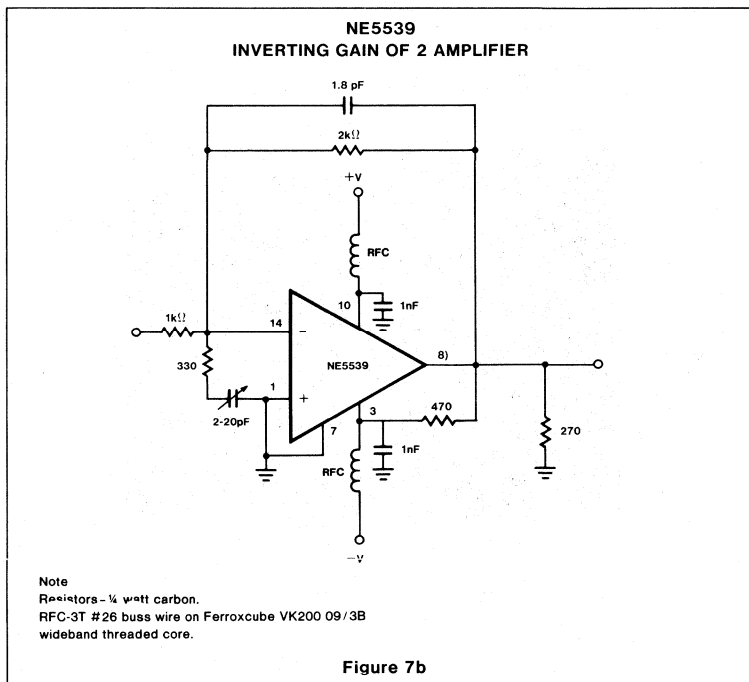 NE5539
INVERTING GAIN OF 2 AMPLIFIER
1.8 pF
2kΩ
+V
RFC
10
1nF
1kΩ
14
−
330
NE5539
8)
1
+
3
470
2-20pF
7
1nF
270
RFC
−V
Note
Resistors - ¼ watt carbon.
RFC-3T #26 buss wire on Ferroxcube VK200 09/3B
wideband threaded core.
Figure 7b